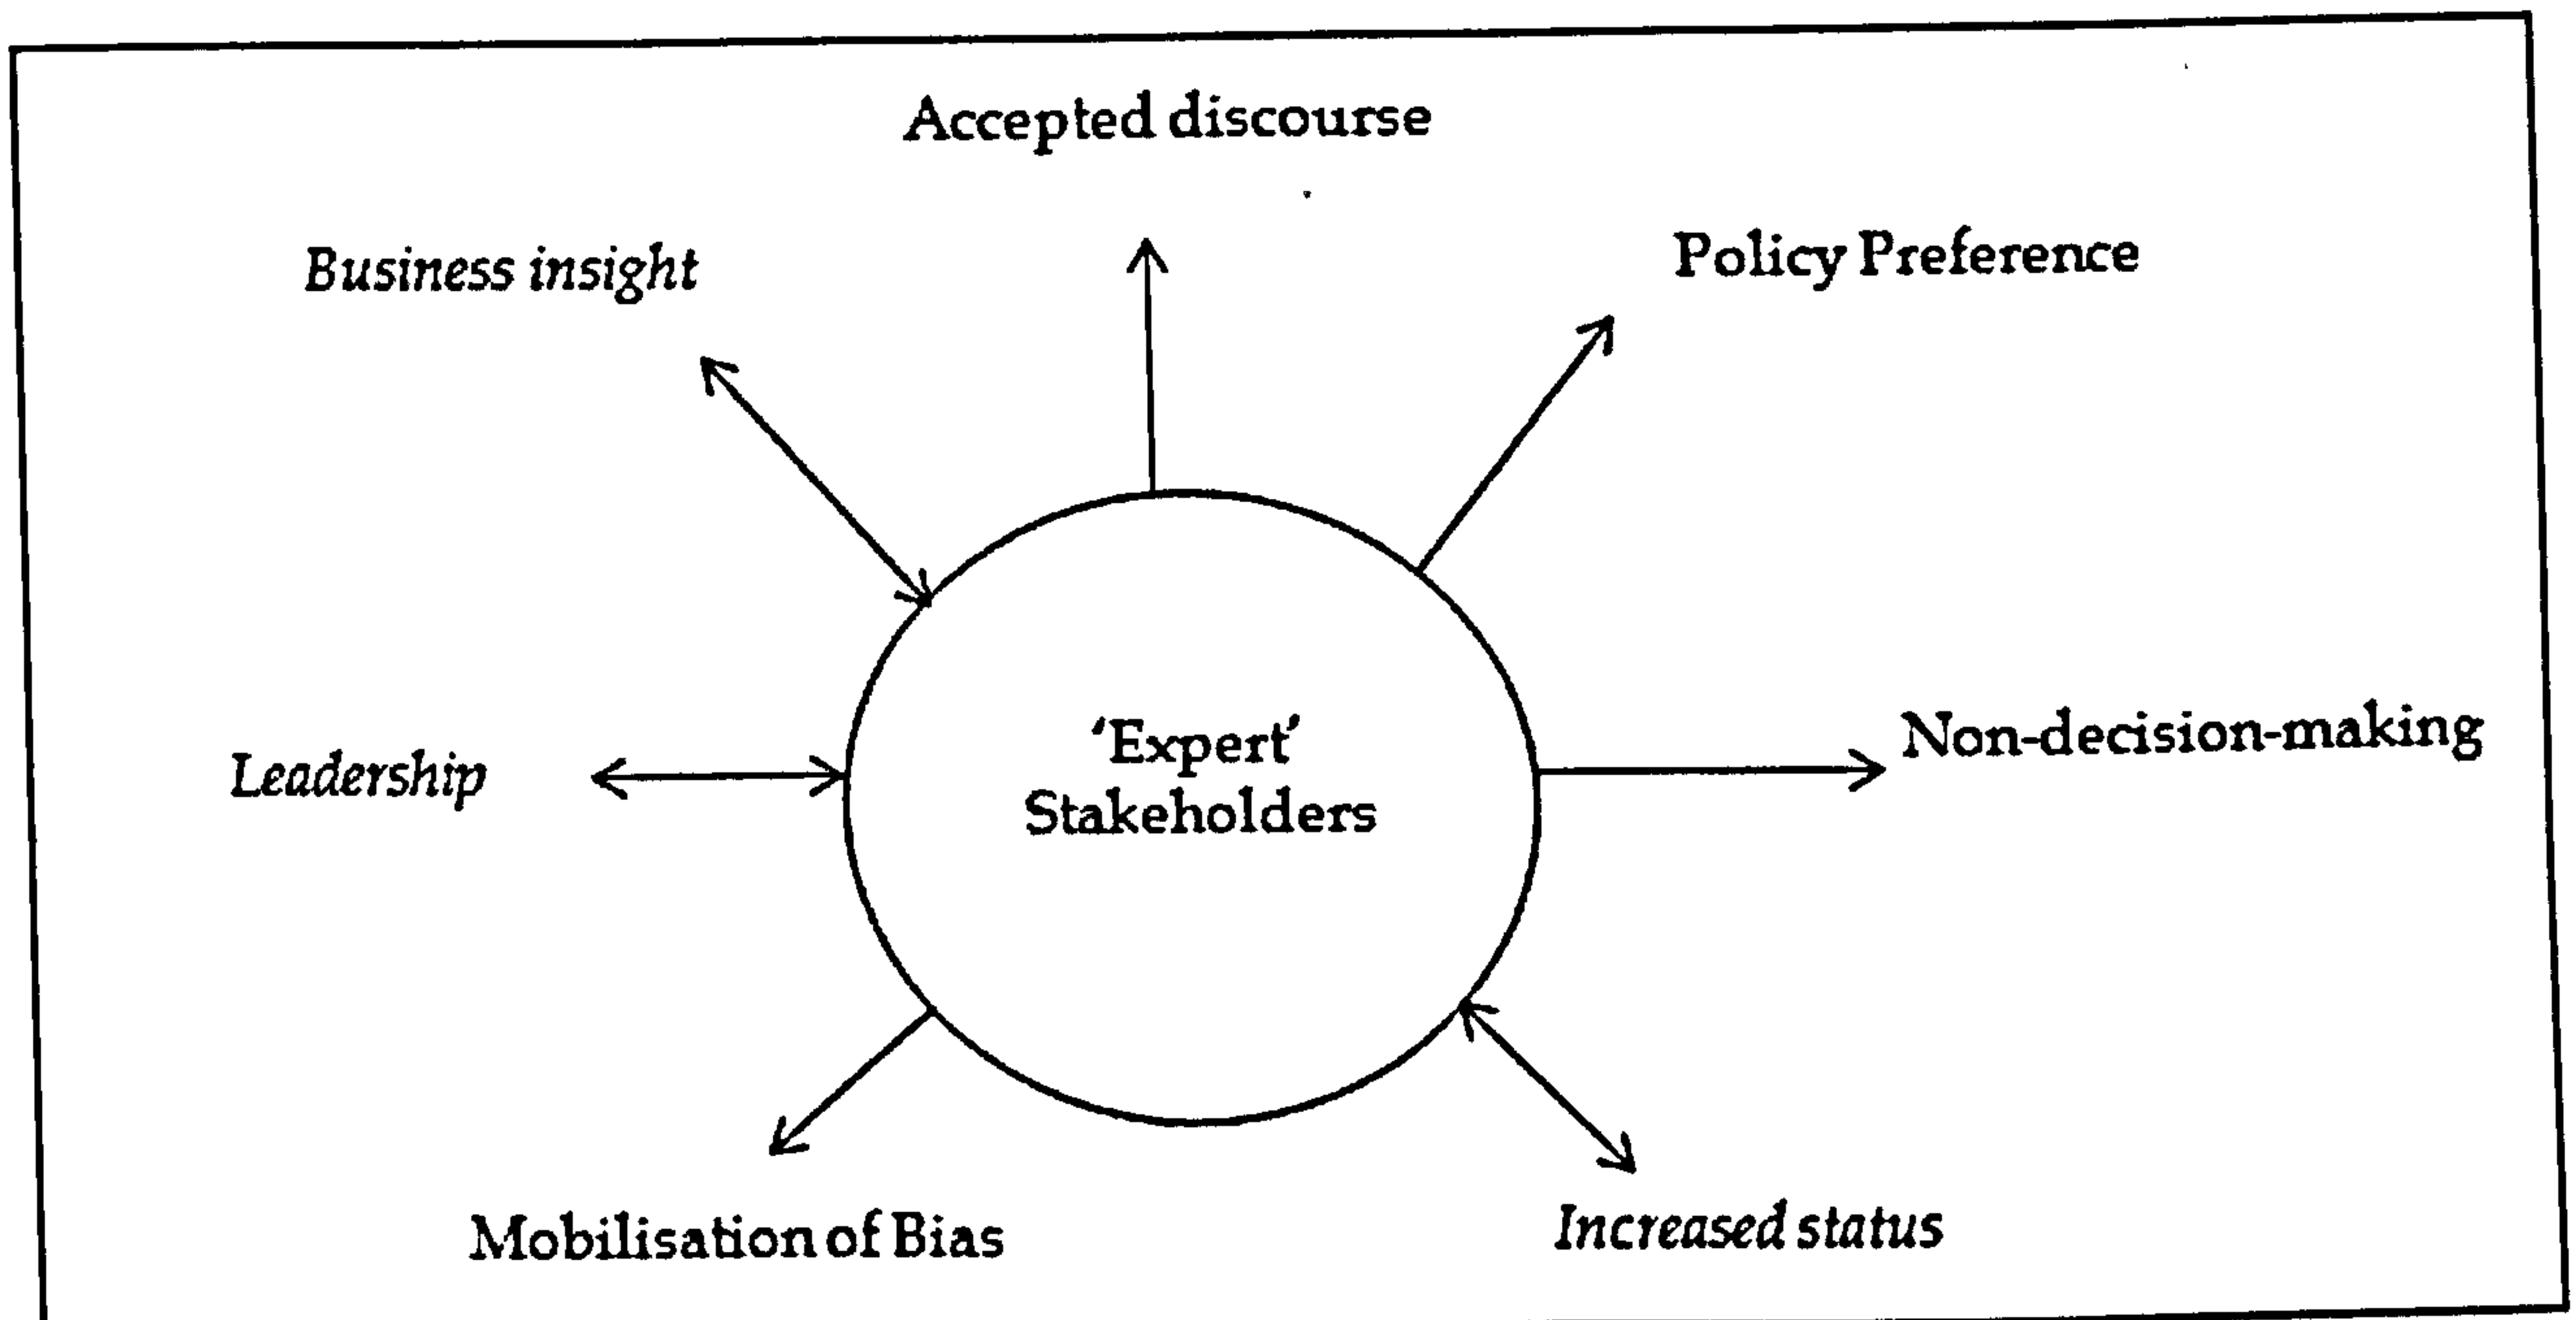 Accepted discourse
Business insight
Policy Preference
'Expert'
Stakeholders
Leadership
Non-decision-making
Mobilisation of Bias
Increased status